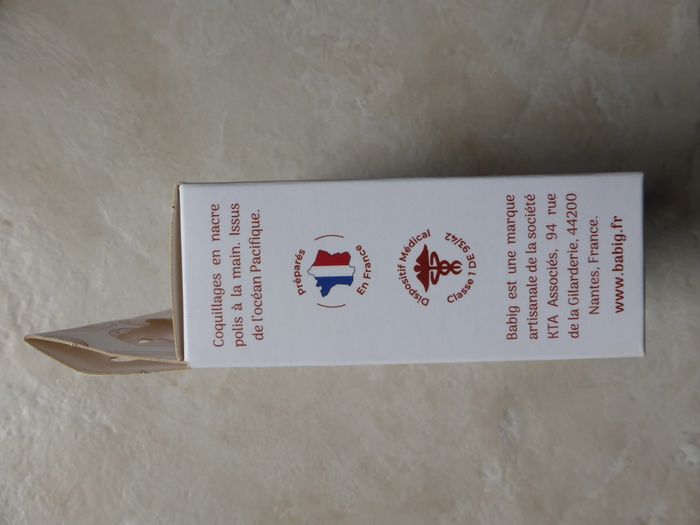 Coquillages en nacre
polis à la main. Issus
de l'océan Pacifique.
Préparés
En France
Dispositif Médical
Classe 1 DE 93/42
Babig est une marque
artisanale de la société
KTA Associés, 94 rue
de la Gilarderie, 44200
Nantes, France.
www.babig.fr